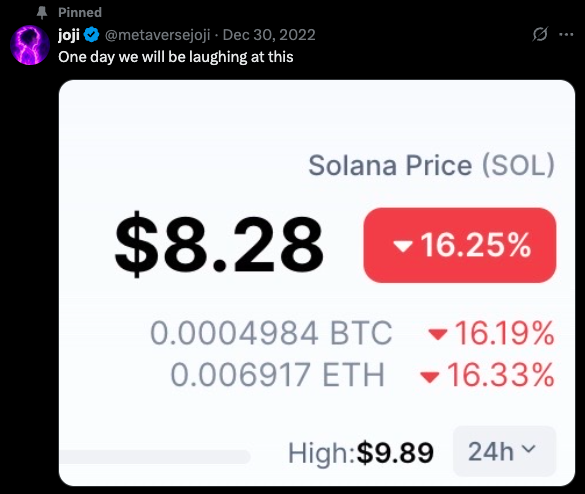 Pinned
joji @metaversejoji · Dec 30, 2022
One day we will be laughing at this
Solana Price (SOL)
$8.28 16.25%
0.0004984 BTC 16.19%
0.006917 ETH 16.33%
High:$9.89 24h